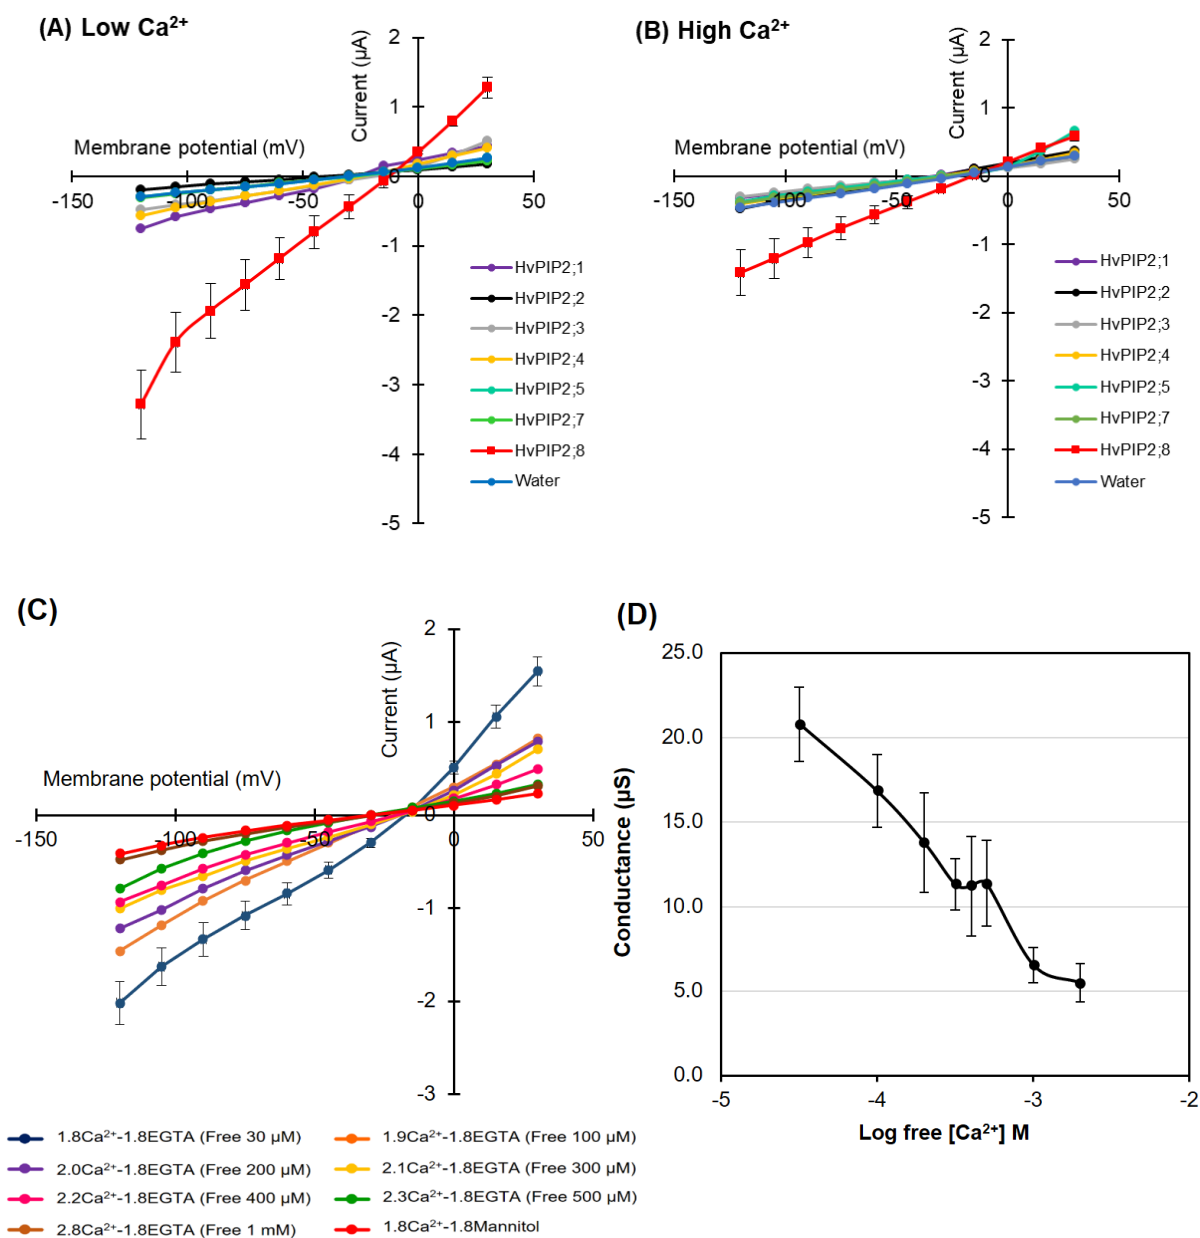 (A) Low Ca²⁺
2
1
0
-1
-2
-3
-4
-5
-150
-100
-50
50
Current (µA)
Membrane potential (mV)
HvPIP2;1
HvPIP2;2
HvPIP2;3
HvPIP2;4
HvPIP2;5
HvPIP2;7
HvPIP2;8
Water
(B) High Ca²⁺
2
1
0
-1
-2
-3
-4
-5
-150
-100
-50
50
Current (µA)
Membrane potential (mV)
HvPIP2;1
HvPIP2;2
HvPIP2;3
HvPIP2;4
HvPIP2;5
HvPIP2;7
HvPIP2;8
Water
(C)
2
1
0
-1
-2
-3
-150
-100
-50
0
50
Current (µA)
Membrane potential (mV)
1.8Ca²⁺-1.8EGTA (Free 30 µM)
1.9Ca²⁺-1.8EGTA (Free 100 µM)
2.0Ca²⁺-1.8EGTA (Free 200 µM)
2.1Ca²⁺-1.8EGTA (Free 300 µM)
2.2Ca²⁺-1.8EGTA (Free 400 µM)
2.3Ca²⁺-1.8EGTA (Free 500 µM)
2.8Ca²⁺-1.8EGTA (Free 1 mM)
1.8Ca²⁺-1.8Mannitol
(D)
25.0
20.0
15.0
10.0
5.0
0.0
Conductance (µS)
-5
-4
-3
-2
Log free [Ca²⁺] M